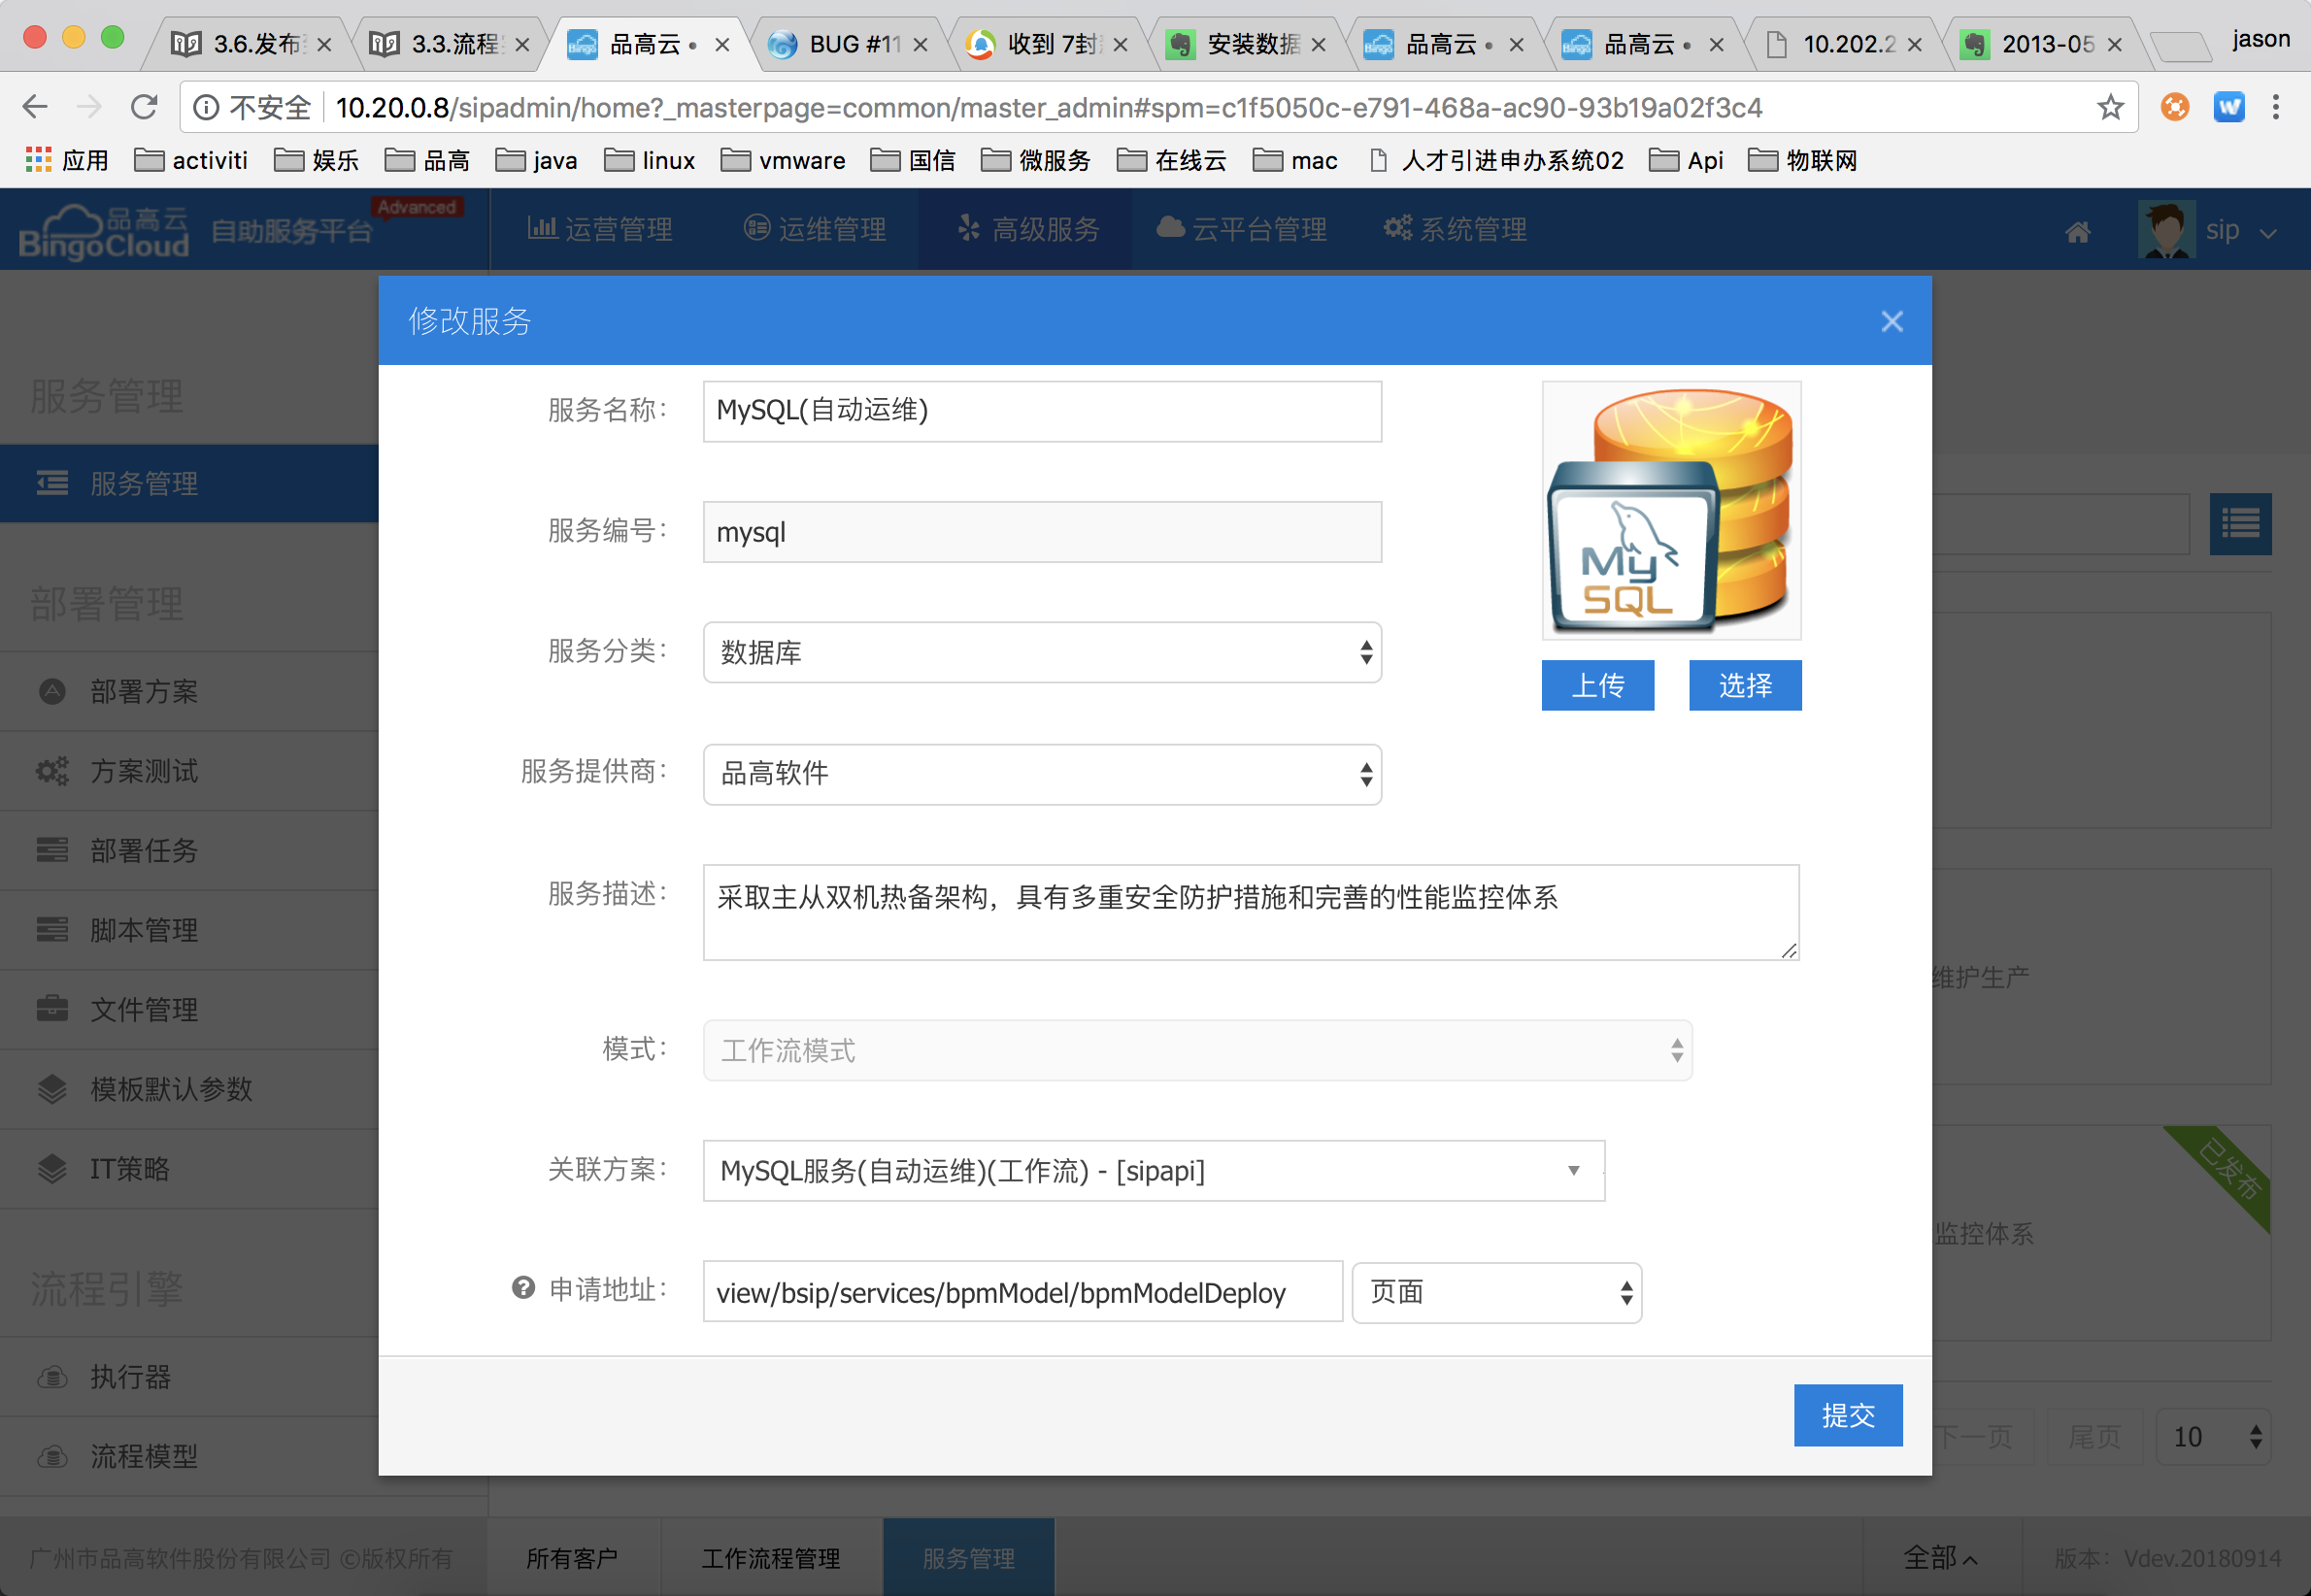 3.6.发布
3.3.流程
品高云 •
BUG #11
收到 7封
安装数据
品高云 •
品高云 •
10.202.2
2013-05
jason
不安全
10.20.0.8/sipadmin/home?_masterpage=common/master_admin#spm=c1f5050c-e791-468a-ac90-93b19a02f3c4
应用
activiti
娱乐
品高
java
linux
vmware
国信
微服务
在线云
mac
人才引进申办系统02
Api
物联网
品高云
BingoCloud
自助服务平台
Advanced
运营管理
运维管理
高级服务
云平台管理
系统管理
sip
服务管理
服务管理
部署管理
部署方案
方案测试
部署任务
脚本管理
文件管理
模板默认参数
IT策略
流程引擎
执行器
流程模型
修改服务
服务名称：
MySQL(自动运维)
服务编号：
mysql
服务分类：
数据库
服务提供商：
品高软件
服务描述：
采取主从双机热备架构，具有多重安全防护措施和完善的性能监控体系
模式：
工作流模式
关联方案：
MySQL服务(自动运维)(工作流) - [sipapi]
申请地址：
view/bsip/services/bpmModel/bpmModelDeploy
页面
My
SQL
上传
选择
提交
维护生产
已发布
监控体系
下一页
尾页
10
广州市品高软件股份有限公司 ©版权所有
所有客户
工作流程管理
服务管理
全部
版本：Vdev.20180914